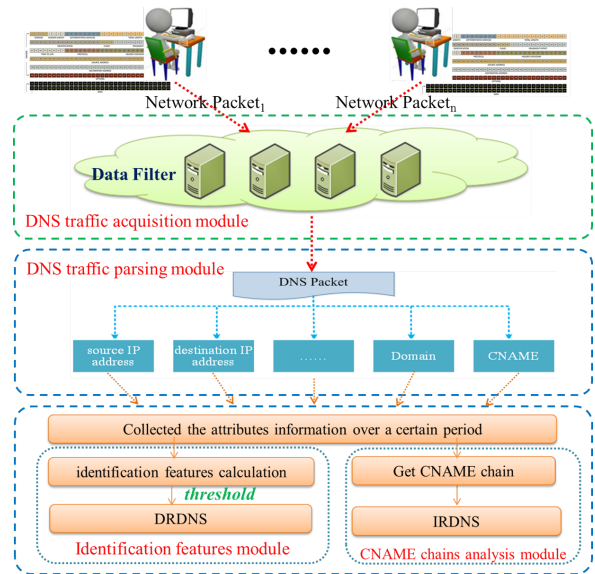 Network Packet1
Network Packetn
Data Filter
DNS traffic acquisition module
DNS traffic parsing module
DNS Packet
source IP
address
destination IP
address
......
Domain
CNAME
Collected the attributes information over a certain period
identification features calculation
threshold
DRDNS
Identification features module
Get CNAME chain
IRDNS
CNAME chains analysis module